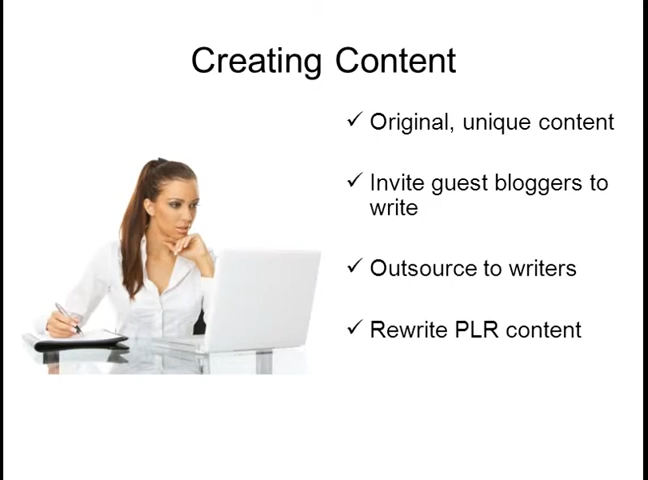 Creating Content
✓ Original, unique content
✓ Invite guest bloggers to
write
✓ Outsource to writers
✓ Rewrite PLR content